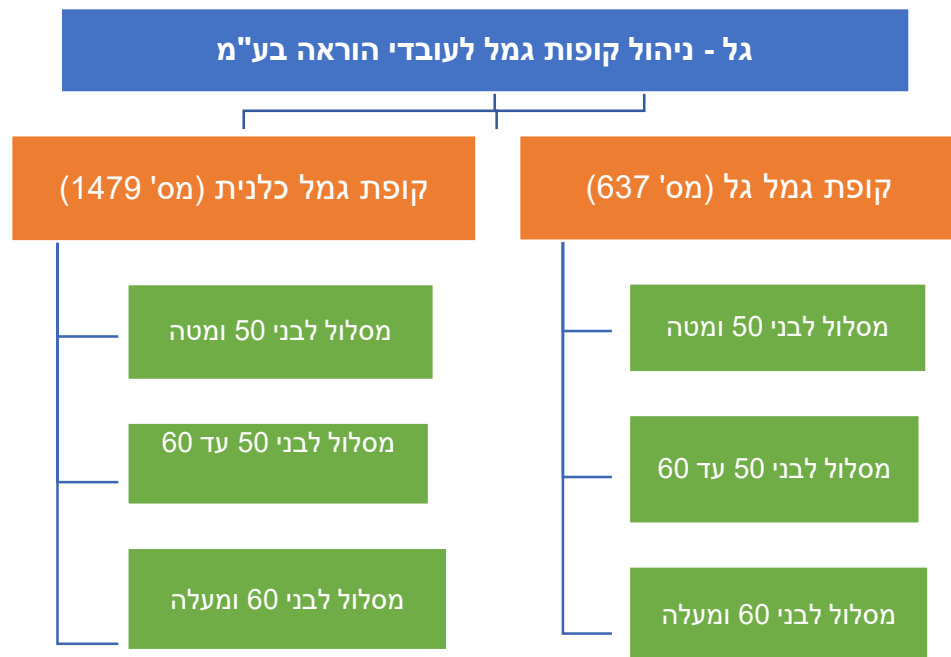 גל - ניהול קופות גמל לעובדי הוראה בע"מ
קופת גמל גל (מס' 637)
מסלול לבני 50 ומטה
מסלול לבני 50 עד 60
מסלול לבני 60 ומעלה
קופת גמל כלנית (מס' 1479)
מסלול לבני 50 ומטה
מסלול לבני 50 עד 60
מסלול לבני 60 ומעלה